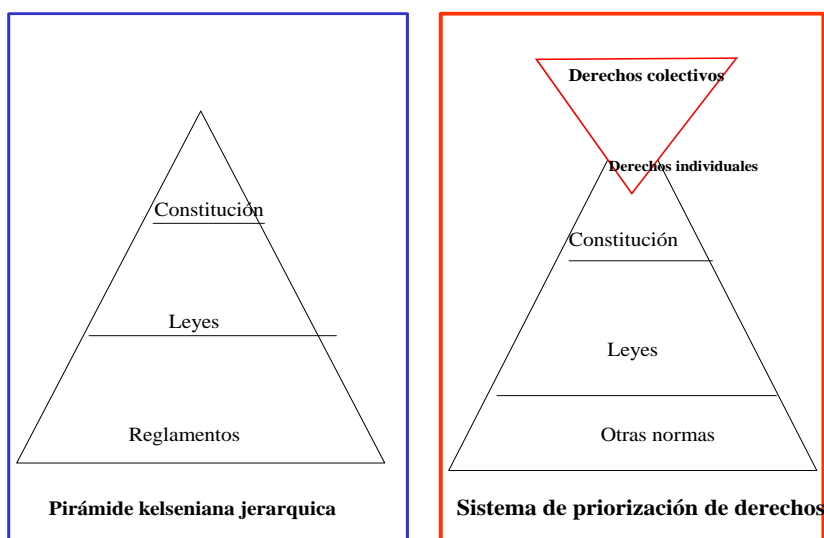 Constitución
Leyes
Reglamentos
Pirámide kelseniana jerarquica
Derechos colectivos
Derechos individuales
Constitución
Leyes
Otras normas
Sistema de priorización de derechos